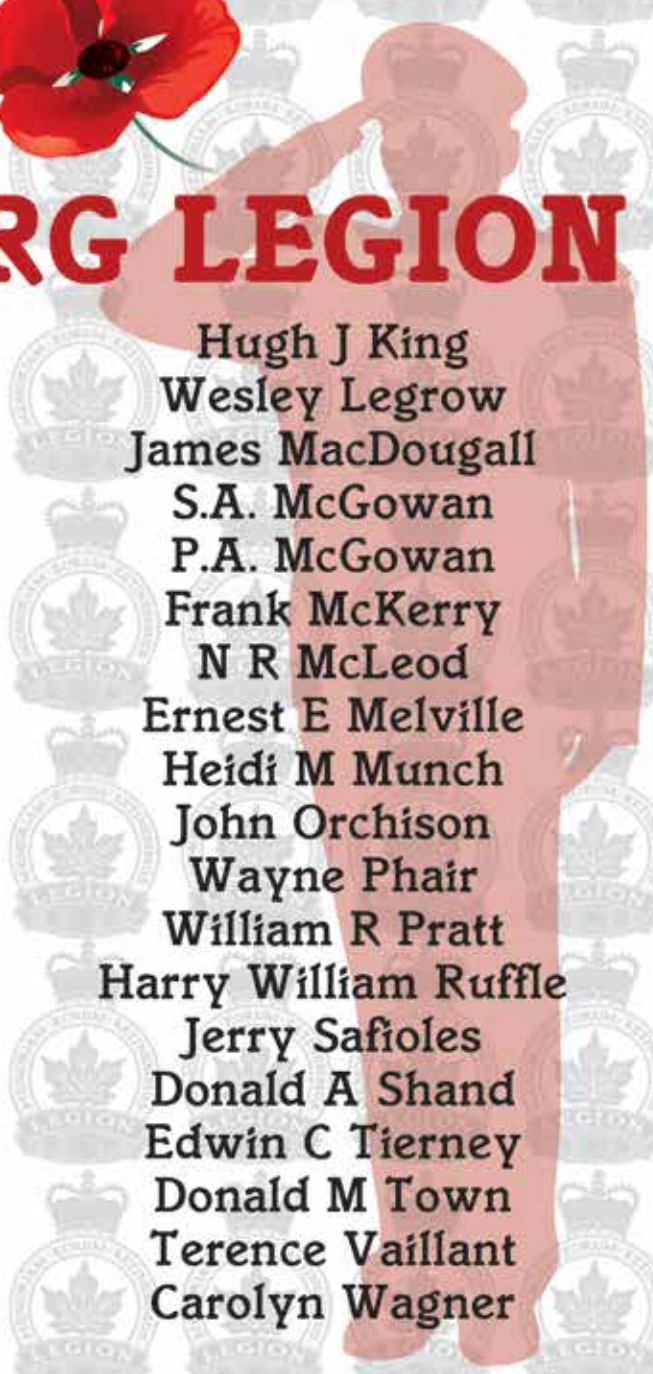 RG LEGION
Hugh J King
Wesley Legrow
James MacDougall
S.A. McGowan
P.A. McGowan
Frank McKerry
N R McLeod
Ernest E Melville
Heidi M Munch
John Orchison
Wayne Phair
William R Pratt
Harry William Ruffle
Jerry Safioles
Donald A Shand
Edwin C Tierney
Donald M Town
Terence Vaillant
Carolyn Wagner